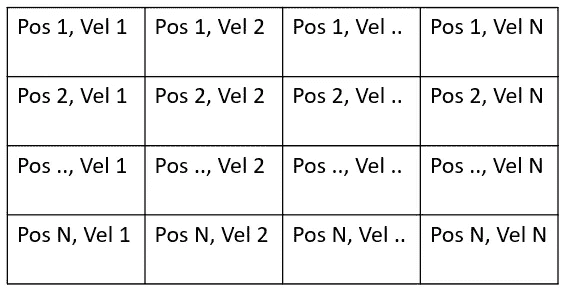 Pos 1, Vel 1 Pos 1, Vel 2 Pos 1, Vel .. Pos 1, Vel N
Pos 2, Vel 1 Pos 2, Vel 2 Pos 2, Vel .. Pos 2, Vel N
Pos .., Vel 1 Pos .., Vel 2 Pos .., Vel .. Pos .., Vel N
Pos N, Vel 1 Pos N, Vel 2 Pos N, Vel .. Pos N, Vel N